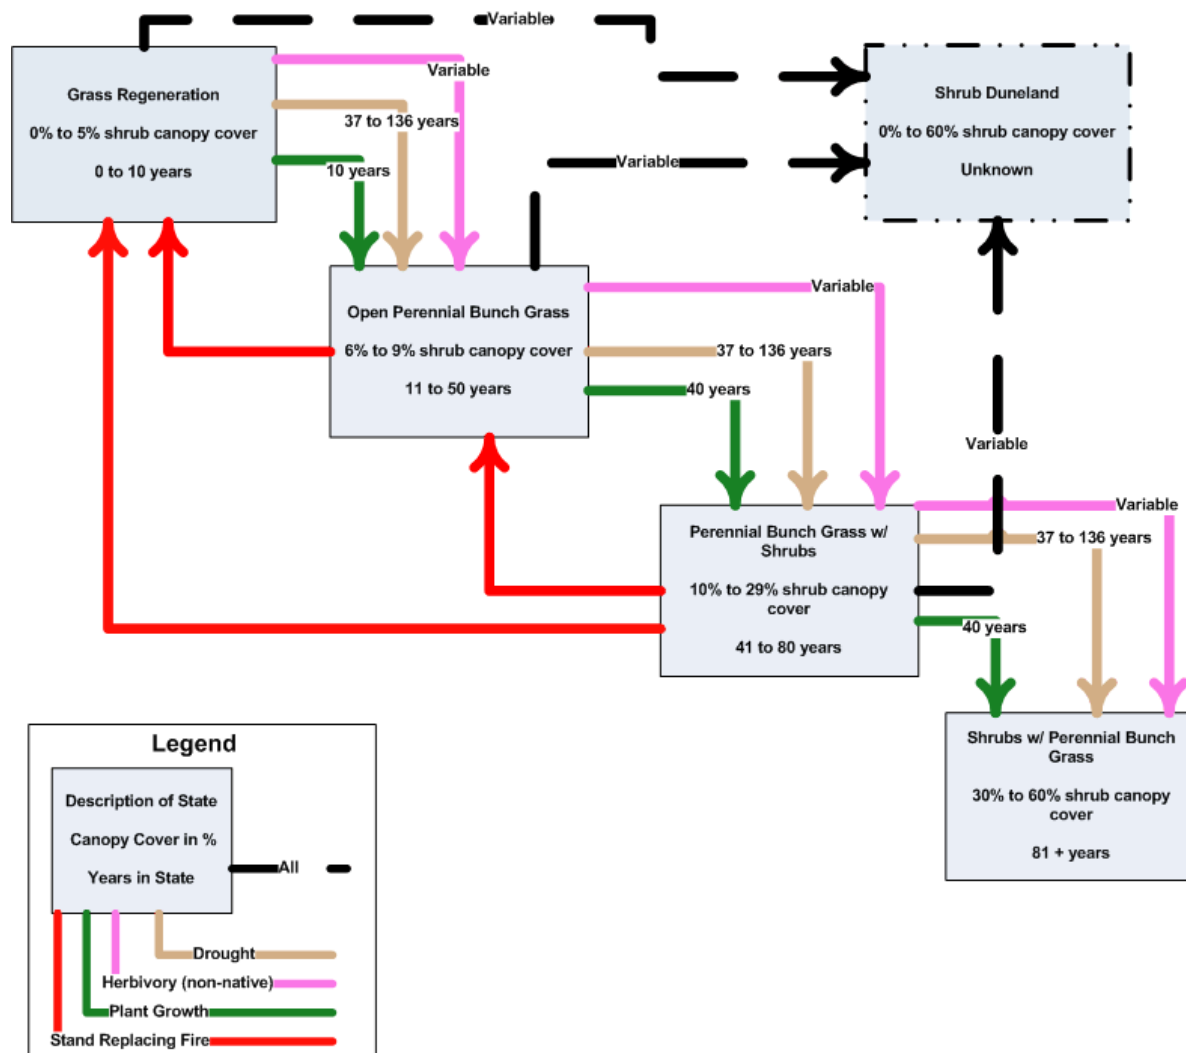 Variable
Grass Regeneration
0% to 5% shrub canopy cover
0 to 10 years
Variable
37 to 136 years
10 years
Shrub Duneland
0% to 60% shrub canopy cover
Unknown
Variable
Open Perennial Bunch Grass
6% to 9% shrub canopy cover
11 to 50 years
Variable
37 to 136 years
40 years
Variable
Perennial Bunch Grass w/
Shrubs
10% to 29% shrub canopy
cover
41 to 80 years
Variable
37 to 136 years
40 years
Shrubs w/ Perennial Bunch
Grass
30% to 60% shrub canopy
cover
81 + years
Legend
Description of State
Canopy Cover in %
Years in State
All
Drought
Herbivory (non-native)
Plant Growth
Stand Replacing Fire